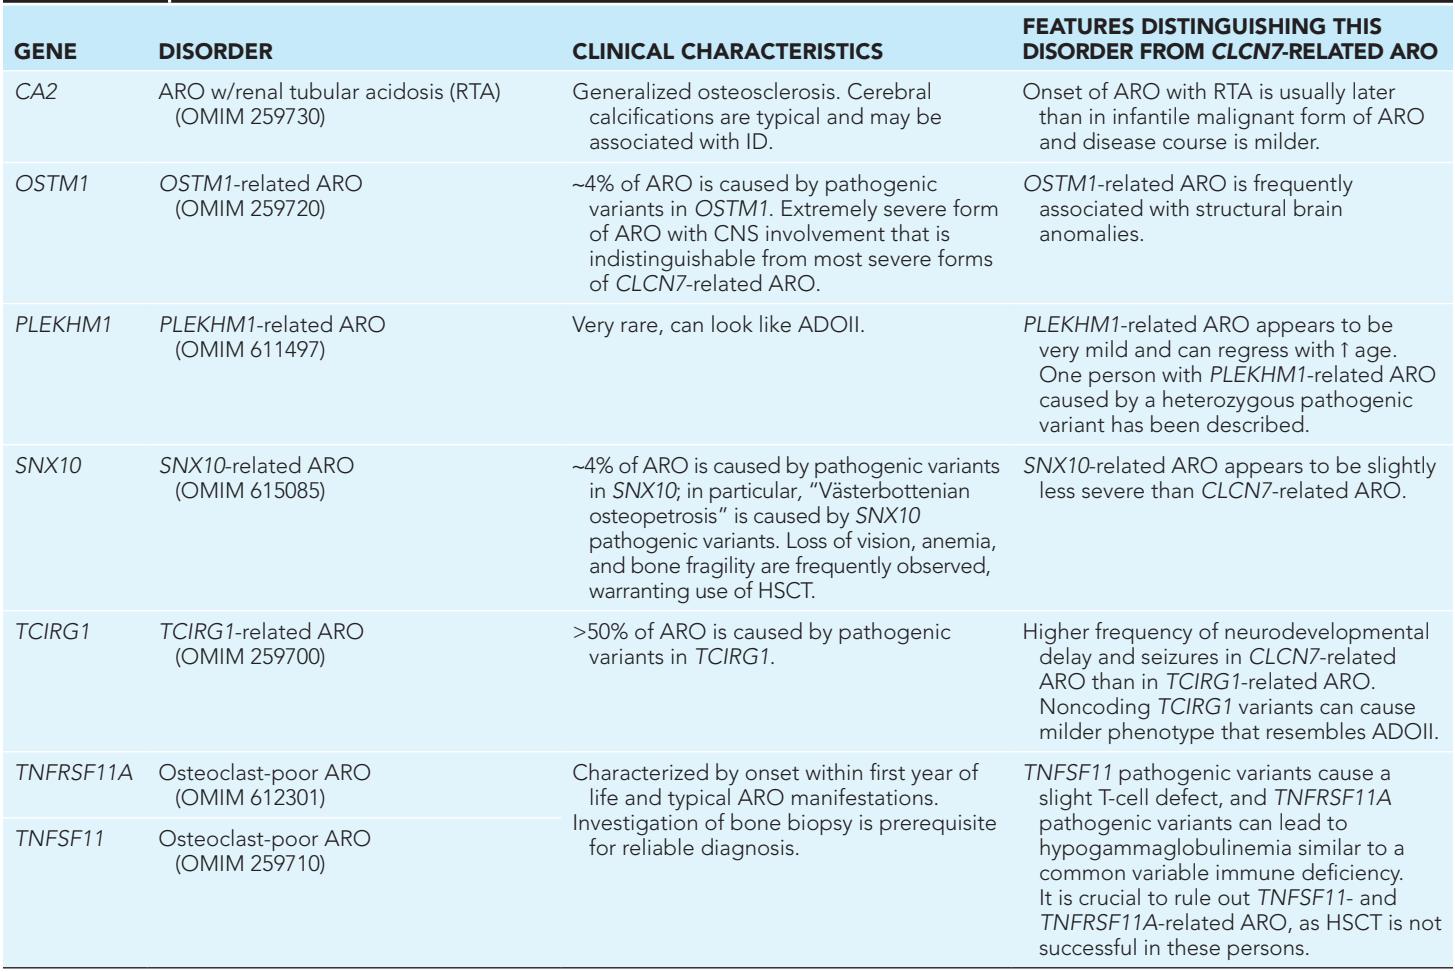 GENE
DISORDER
CLINICAL CHARACTERISTICS
FEATURES DISTINGUISHING THIS
DISORDER FROM CLCN7-RELATED ARO
CA2
ARO w/renal tubular acidosis (RTA)
(OMIM 259730)
Generalized osteosclerosis. Cerebral
calcifications are typical and may be
associated with ID.
Onset of ARO with RTA is usually later
than in infantile malignant form of ARO
and disease course is milder.
OSTM1
OSTM1-related ARO
(OMIM 259720)
~4% of ARO is caused by pathogenic
variants in OSTM1. Extremely severe form
of ARO with CNS involvement that is
indistinguishable from most severe forms
of CLCN7-related ARO.
OSTM1-related ARO is frequently
associated with structural brain
anomalies.
PLEKHM1
PLEKHM1-related ARO
(OMIM 611497)
Very rare, can look like ADOII.
PLEKHM1-related ARO appears to be
very mild and can regress with ↑ age.
One person with PLEKHM1-related ARO
caused by a heterozygous pathogenic
variant has been described.
SNX10
SNX10-related ARO
(OMIM 615085)
~4% of ARO is caused by pathogenic variants
in SNX10; in particular, “Västerbottenian
osteopetrosis” is caused by SNX10
pathogenic variants. Loss of vision, anemia,
and bone fragility are frequently observed,
warranting use of HSCT.
SNX10-related ARO appears to be slightly
less severe than CLCN7-related ARO.
TCIRG1
TCIRG1-related ARO
(OMIM 259700)
>50% of ARO is caused by pathogenic
variants in TCIRG1.
Higher frequency of neurodevelopmental
delay and seizures in CLCN7-related
ARO than in TCIRG1-related ARO.
Noncoding TCIRG1 variants can cause
milder phenotype that resembles ADOII.
TNFRSF11A
Osteoclast-poor ARO
(OMIM 612301)
Characterized by onset within first year of
life and typical ARO manifestations.
Investigation of bone biopsy is prerequisite
for reliable diagnosis.
TNFSF11 pathogenic variants cause a
slight T-cell defect, and TNFRSF11A
pathogenic variants can lead to
hypogammaglobulinemia similar to a
common variable immune deficiency.
It is crucial to rule out TNFSF11- and
TNFRSF11A-related ARO, as HSCT is not
successful in these persons.
TNFSF11
Osteoclast-poor ARO
(OMIM 259710)